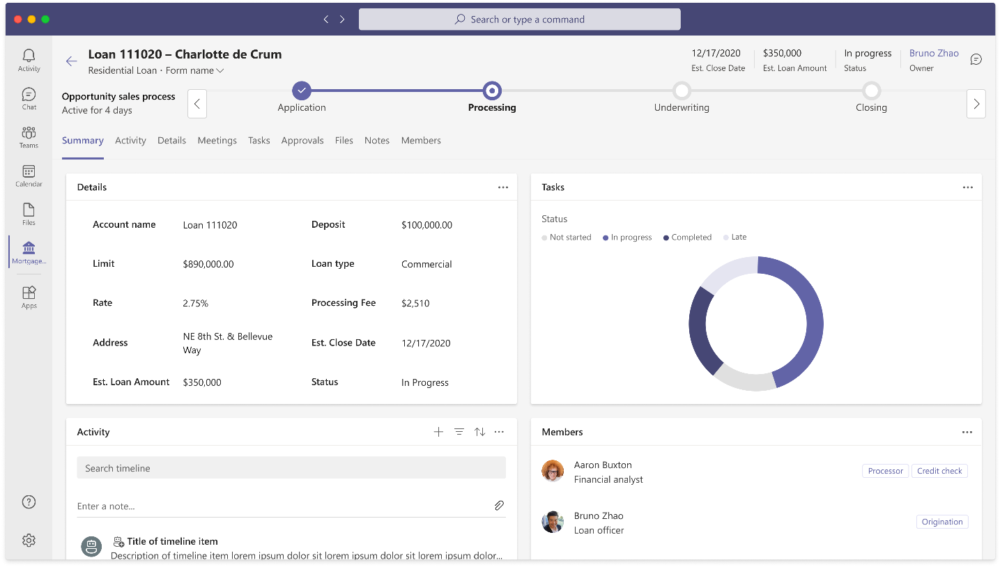 Search or type a command
Activity
Chat
Teams
Calendar
Files
Mortgage...
Apps
Loan 111020 – Charlotte de Crum
Residential Loan · Form name
12/17/2020
Est. Close Date
$350,000
Est. Loan Amount
In progress
Status
Bruno Zhao
Owner
Opportunity sales process
Active for 4 days
Application
Processing
Underwriting
Closing
Summary Activity Details Meetings Tasks Approvals Files Notes Members
Details
Account name Loan 111020 Deposit $100,000.00
Limit $890,000.00 Loan type Commercial
Rate 2.75% Processing Fee $2,510
Address NE 8th St. & Bellevue
Way
Est. Close Date 12/17/2020
Est. Loan Amount $350,000 Status In Progress
Tasks
Status
Not started In progress Completed Late
Activity
Search timeline
Enter a note...
Title of timeline item
Description of timeline item lorem ipsum dolor sit lorem ipsum dolor sit lorem ipsum dolor...
Members
Aaron Buxton
Financial analyst
Processor Credit check
Bruno Zhao
Loan officer
Origination